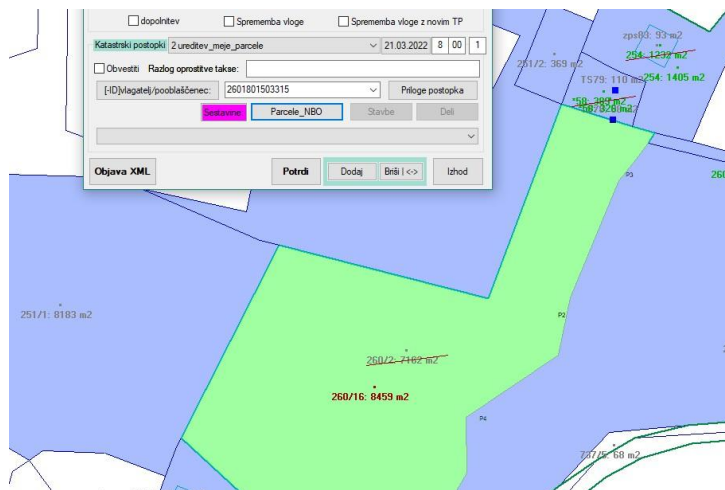 dopolnitev Sprememba vloge Sprememba vloge z novim TP
Katastrski postopki 2 ureditev_meje_parcele 21.03.2022 8 00 1
Obvestiti Razlog oprostitve takse:
[-ID]vlagatelj/pooblaščenec: 2601801503315 Priloge postopka
Sestavine Parcele_NBO Stavbe Deli
Objava XML Potrdi Dodaj Briši | <-> Izhod
zps83: 93 m2
254: 1232 m2
251/2: 369 m2
254: 1405 m2
TS79: 110 m2
P3
260
251/1: 8183 m2
P2
260/2: 7162 m2
260/16: 8459 m2
P4
737/5: 68 m2